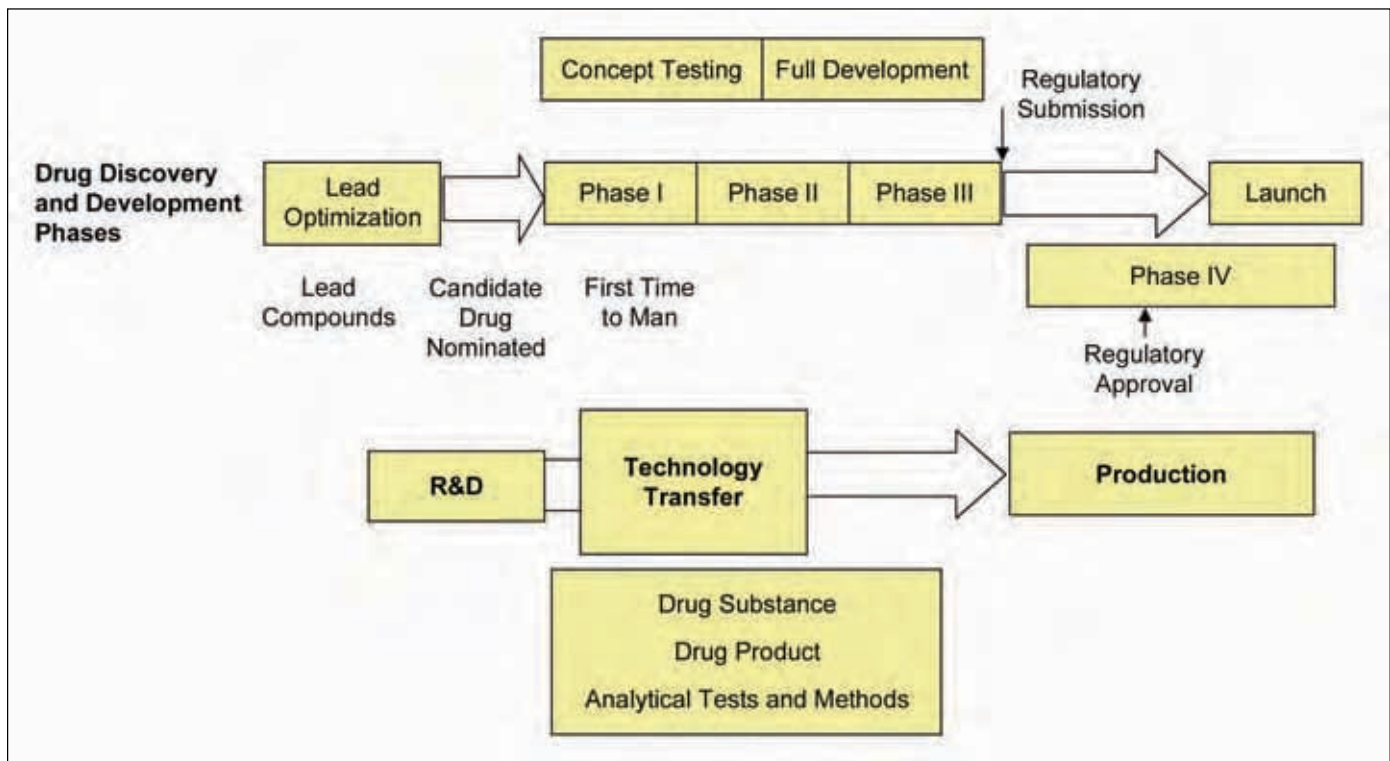 Concept Testing
Full Development
Regulatory
Submission
Drug Discovery
and Development
Phases
Lead
Optimization
Phase I
Phase II
Phase III
Launch
Phase IV
Lead
Compounds
Candidate
Drug
Nominated
First Time
to Man
Regulatory
Approval
R&D
Technology
Transfer
Production
Drug Substance
Drug Product
Analytical Tests and Methods